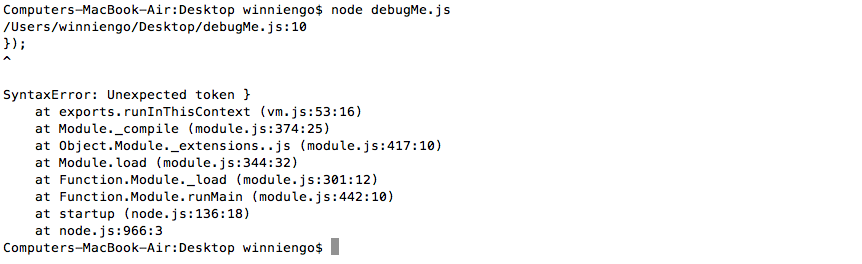 Computers-MacBook-Air:Desktop winniengo$ node debugMe.js
/Users/winniengo/Desktop/debugMe.js:10
});
^
SyntaxError: Unexpected token }
    at exports.runInThisContext (vm.js:53:16)
    at Module._compile (module.js:374:25)
    at Object.Module._extensions..js (module.js:417:10)
    at Module.load (module.js:344:32)
    at Function.Module._load (module.js:301:12)
    at Function.Module.runMain (module.js:442:10)
    at startup (node.js:136:18)
    at node.js:966:3
Computers-MacBook-Air:Desktop winniengo$